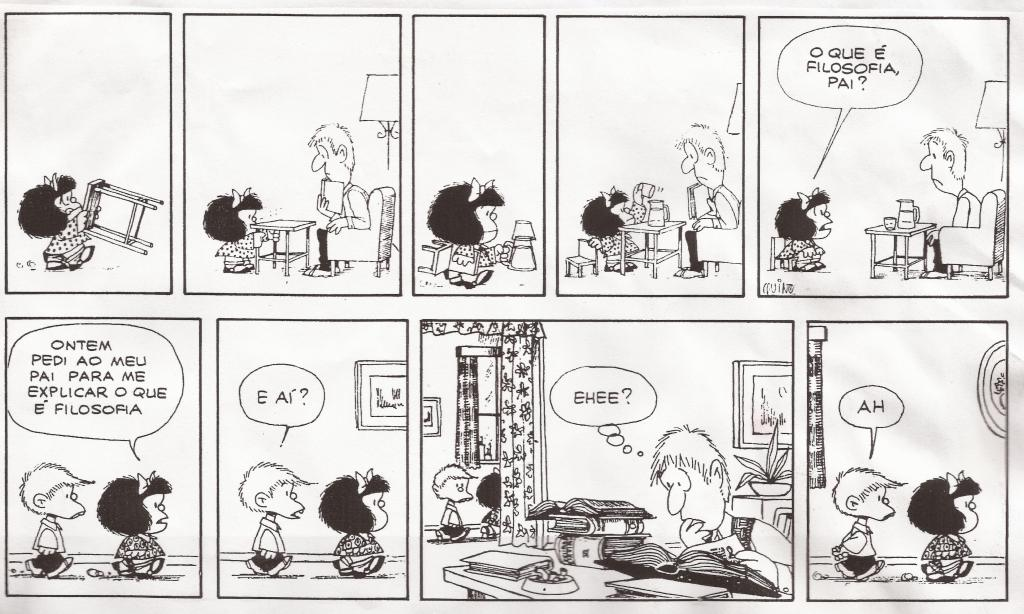 O QUE É
FILOSOFIA,
PAI?
QUINO
ONTEM
PEDI AO MEU
PAI PARA ME
EXPLICAR O QUE
É FILOSOFIA
E AÍ?
EHEE?
AH